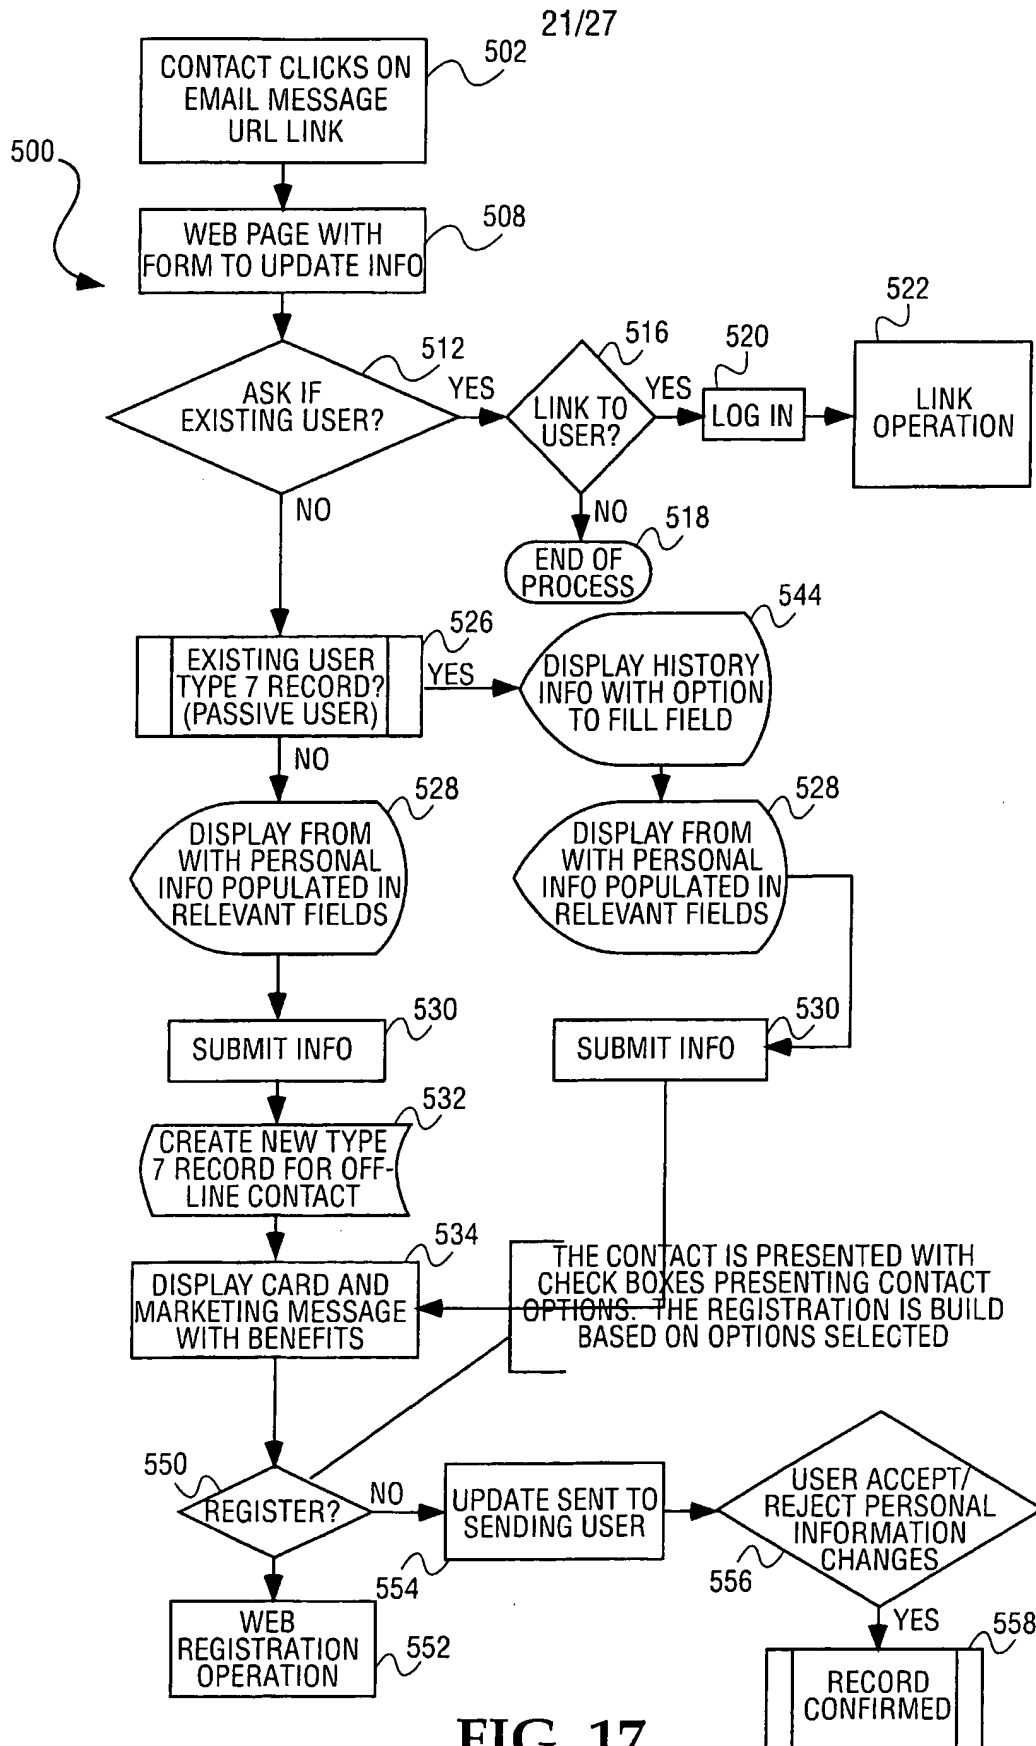 21/27
CONTACT CLICKS ON
EMAIL MESSAGE
URL LINK
502
500
WEB PAGE WITH
FORM TO UPDATE INFO
508
ASK IF
EXISTING USER?
512
YES
LINK TO
USER?
516
YES
LOG IN
520
LINK
OPERATION
522
NO
NO
END OF
PROCESS
518
EXISTING USER
TYPE 7 RECORD?
(PASSIVE USER)
526
YES
DISPLAY HISTORY
INFO WITH OPTION
TO FILL FIELD
544
NO
DISPLAY FROM
WITH PERSONAL
INFO POPULATED IN
RELEVANT FIELDS
528
DISPLAY FROM
WITH PERSONAL
INFO POPULATED IN
RELEVANT FIELDS
528
SUBMIT INFO
530
SUBMIT INFO
530
CREATE NEW TYPE
7 RECORD FOR OFF-
LINE CONTACT
532
DISPLAY CARD AND
MARKETING MESSAGE
WITH BENEFITS
534
THE CONTACT IS PRESENTED WITH
CHECK BOXES PRESENTING CONTACT
OPTIONS. THE REGISTRATION IS BUILD
BASED ON OPTIONS SELECTED
REGISTER?
550
NO
UPDATE SENT TO
SENDING USER
554
USER ACCEPT/
REJECT PERSONAL
INFORMATION
CHANGES
556
WEB
REGISTRATION
OPERATION
552
YES
RECORD
CONFIRMED
558
FIG. 17